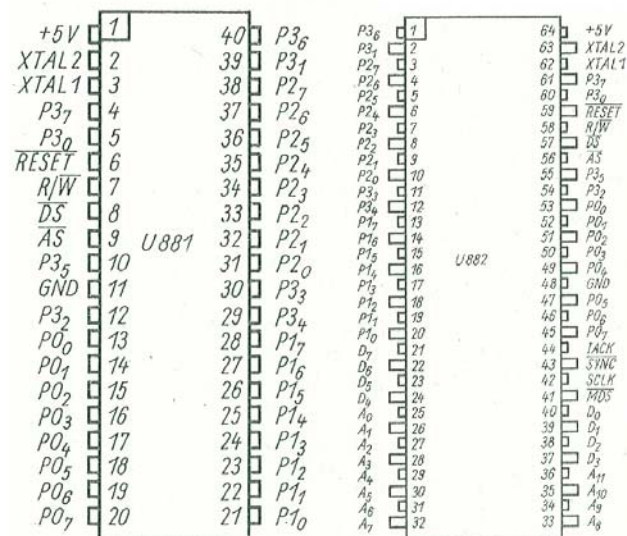 +5V 1 40 P3₆
XTAL2 2 39 P3₁
XTAL1 3 38 P2₇
P3₇ 4 37 P2₆
P3₀ 5 36 P2₅
RESET 6 35 P2₄
R/W 7 34 P2₃
DS 8 33 P2₂
AS 9 U881 32 P2₁
P3₅ 10 31 P2₀
GND 11 30 P3₃
P3₂ 12 29 P3₄
P0₀ 13 28 P1₇
P0₁ 14 27 P1₆
P0₂ 15 26 P1₅
P0₃ 16 25 P1₄
P0₄ 17 24 P1₃
P0₅ 18 23 P1₂
P0₆ 19 22 P1₁
P0₇ 20 21 P1₀
P3₆ 1 64 +5V
P3₁ 2 63 XTAL2
P2₇ 3 62 XTAL1
P2₆ 4 61 P3₇
P2₅ 5 60 P3₀
P2₄ 6 59 RESET
P2₃ 7 58 R/W
P2₂ 8 57 DS
P2₁ 9 56 AS
P2₀ 10 55 P3₅
P3₃ 11 54 P3₂
P3₄ 12 53 P0₀
P1₇ 13 52 P0₁
P1₆ 14 51 P0₂
P1₅ 15 50 P0₃
P1₄ 16 U882 49 P0₄
P1₃ 17 48 GND
P1₂ 18 47 P0₅
P1₁ 19 46 P0₆
P1₀ 20 45 P0₇
D₇ 21 44 IACK
D₆ 22 43 SYNC
D₅ 23 42 SCLK
D₄ 24 41 MDS
A₀ 25 40 D₀
A₁ 26 39 D₁
A₂ 27 38 D₂
A₃ 28 37 D₃
A₄ 29 36 A₁₁
A₅ 30 35 A₁₀
A₆ 31 34 A₉
A₇ 32 33 A₈